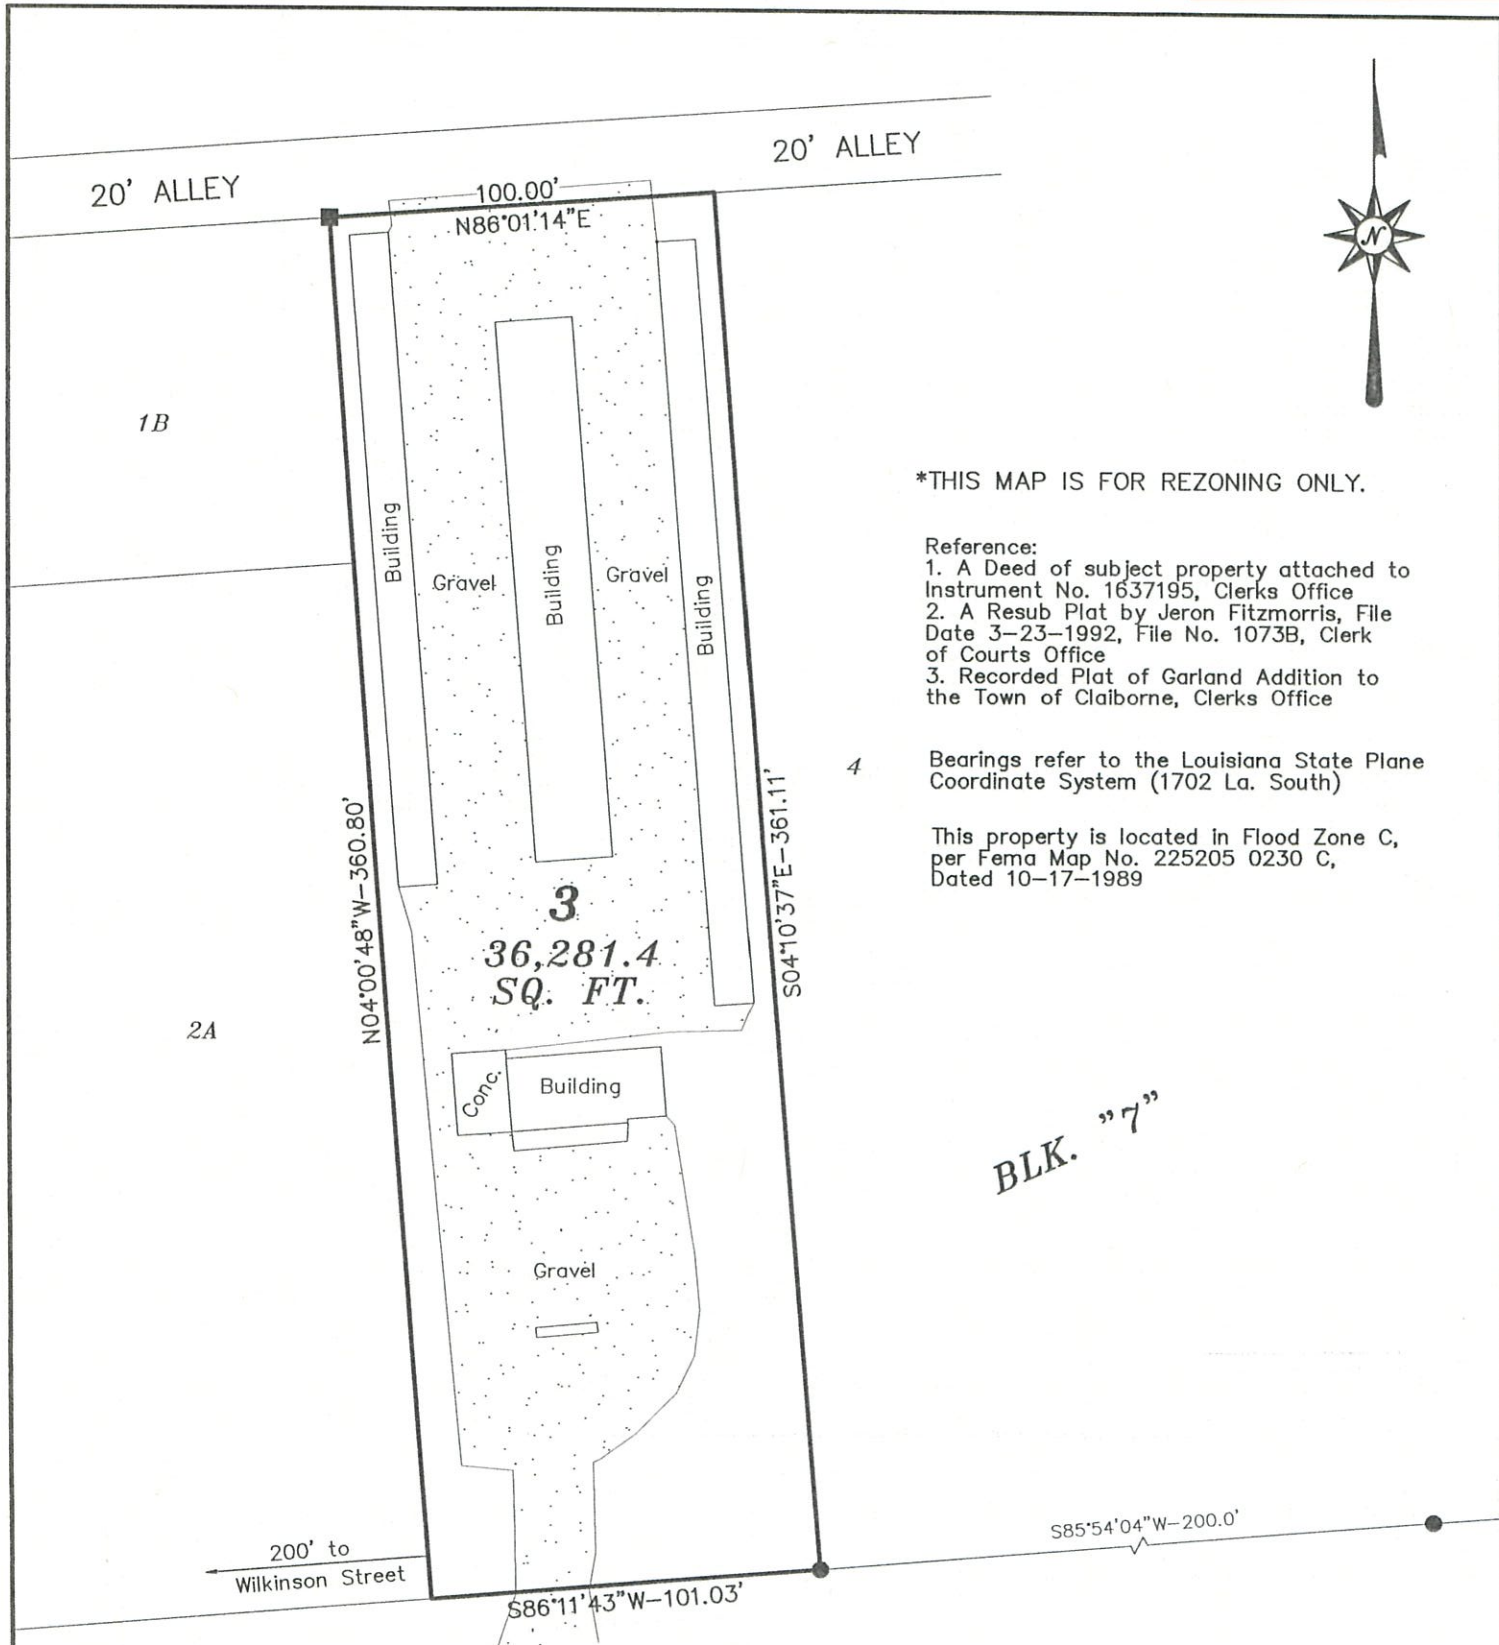 20' ALLEY
20' ALLEY
100.00'
N86°01'14"E
N
1B
Building
Gravel
Building
Gravel
Building
*THIS MAP IS FOR REZONING ONLY.
Reference:
1. A Deed of subject property attached to
Instrument No. 1637195, Clerks Office
2. A Resub Plat by Jeron Fitzmorris, File
Date 3-23-1992, File No. 1073B, Clerk
of Courts Office
3. Recorded Plat of Garland Addition to
the Town of Claiborne, Clerks Office
4
Bearings refer to the Louisiana State Plane
Coordinate System (1702 La. South)
This property is located in Flood Zone C,
per Fema Map No. 225205 0230 C,
Dated 10-17-1989
N04°00'48"W-360.80'
S04°10'37"E-361.11'
3
36,281.4
SQ. FT.
2A
Conc.
Building
BLK. "7"
Gravel
200' to
Wilkinson Street
S86°11'43"W-101.03'
S85°54'04"W-200.0'